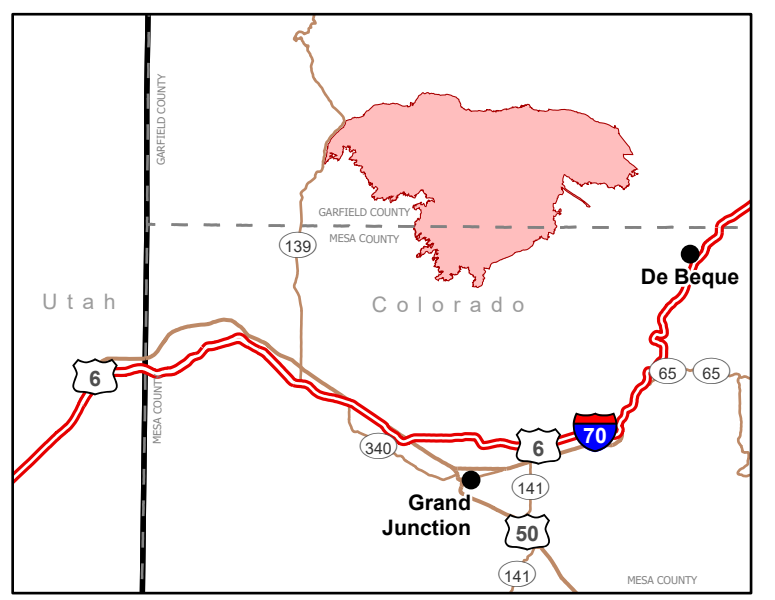 GARFIELD COUNTY
GARFIELD COUNTY
MESA COUNTY
139
De Beque
Utah
Colorado
6
MESA COUNTY
65
65
70
340
6
141
Grand
Junction
50
141
MESA COUNTY